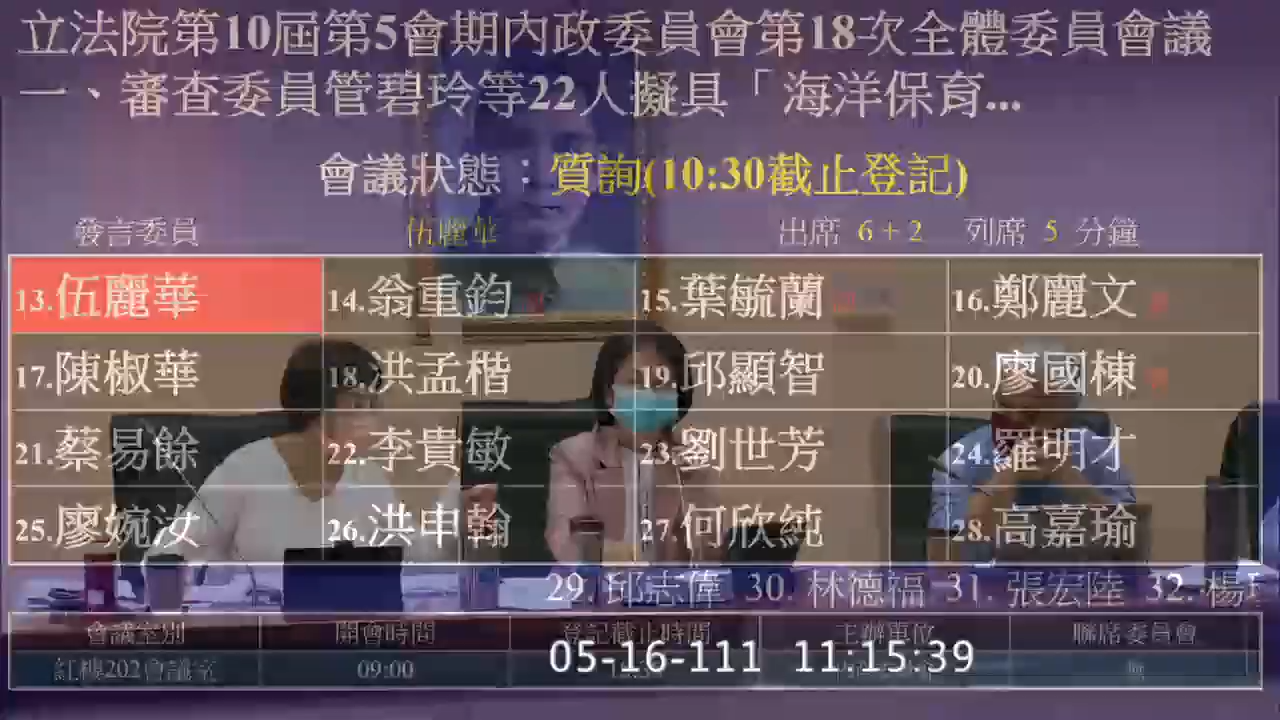 立法院第10屆第5會期內政委員會第18次全體委員會議
一、審查委員管碧玲等22人擬具「海洋保育...
會議狀態：質詢(10:30截止登記)
發言委員 伍麗華 出席 6+2 列席 5 分鐘
13.伍麗華 14.翁重鈞 15.葉毓蘭 16.鄭麗文
17.陳椒華 18.洪孟楷 19.邱顯智 20.廖國棟
21.蔡易餘 22.李貴敏 23.劉世芳 24.羅明才
25.廖婉汝 26.洪申翰 27.何欣純 28.高嘉瑜
29. 邱志偉 30. 林德福 31. 張宏陸 32. 楊
會議室別 開會時間 登記截止時間 主辦單位 聯席委員會
紅樓202會議室 09:00 無
05-16-111 11:15:39